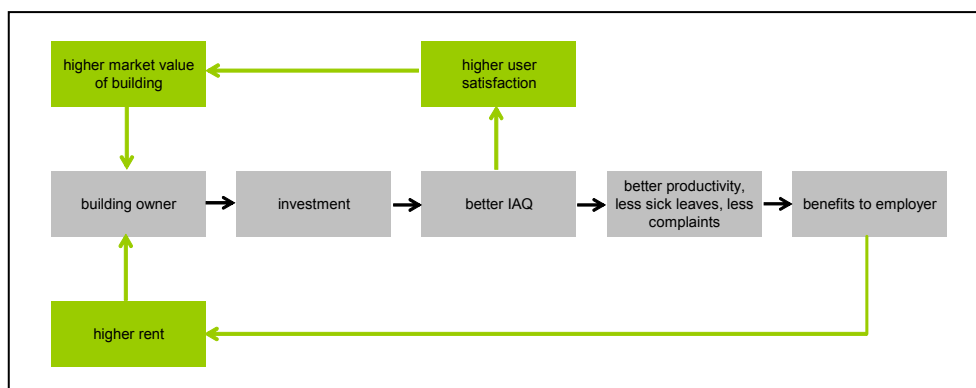 higher market value
of building
higher user
satisfaction
building owner
investment
better IAQ
better productivity,
less sick leaves, less
complaints
benefits to employer
higher rent